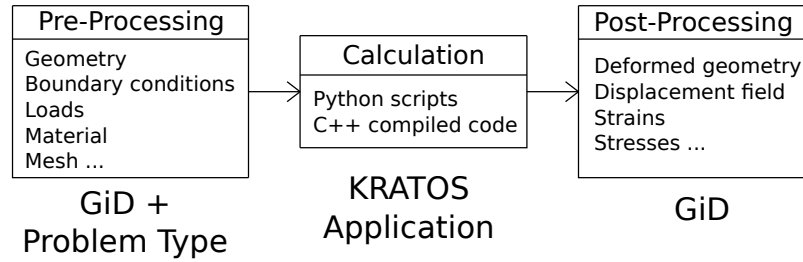 Pre-Processing
Geometry
Boundary conditions
Loads
Material
Mesh ...
GiD +
Problem Type
Calculation
Python scripts
C++ compiled code
KRATOS
Application
Post-Processing
Deformed geometry
Displacement field
Strains
Stresses ...
GiD